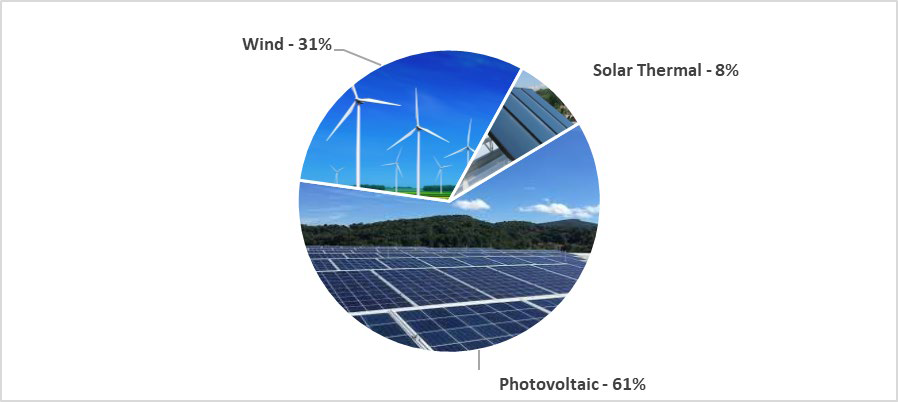 Wind - 31%
Solar Thermal - 8%
Photovoltaic - 61%